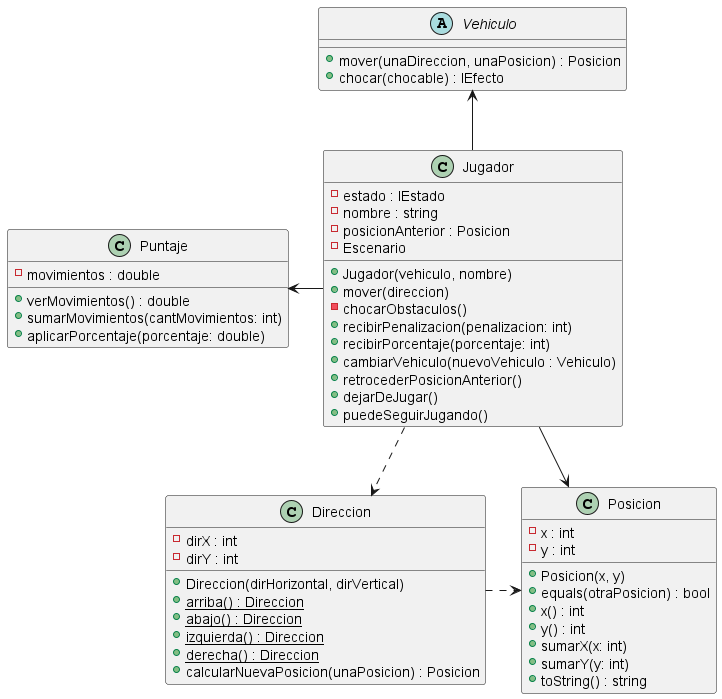 A Vehiculo
mover(unaDireccion, unaPosicion) : Posicion
chocar(chocable) : IEfecto
C Jugador
estado : IEstado
nombre : string
posicionAnterior : Posicion
Escenario
Jugador(vehiculo, nombre)
mover(direccion)
chocarObstaculos()
recibirPenalizacion(penalizacion: int)
recibirPorcentaje(porcentaje: int)
cambiarVehiculo(nuevoVehiculo : Vehiculo)
retrocederPosicionAnterior()
dejarDeJugar()
puedeSeguirJugando()
C Puntaje
movimientos : double
verMovimientos() : double
sumarMovimientos(cantMovimientos: int)
aplicarPorcentaje(porcentaje: double)
C Direccion
dirX : int
dirY : int
Direccion(dirHorizontal, dirVertical)
arriba() : Direccion
abajo() : Direccion
izquierda() : Direccion
derecha() : Direccion
calcularNuevaPosicion(unaPosicion) : Posicion
C Posicion
x : int
y : int
Posicion(x, y)
equals(otraPosicion) : bool
x() : int
y() : int
sumarX(x: int)
sumarY(y: int)
toString() : string